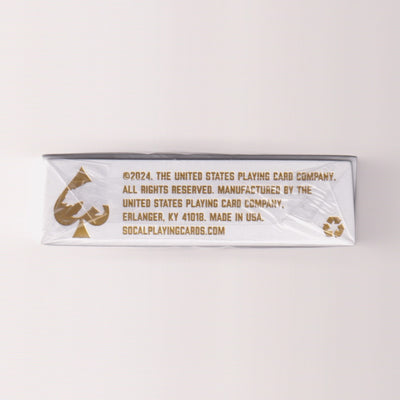 ©2024. THE UNITED STATES PLAYING CARD COMPANY.
ALL RIGHTS RESERVED. MANUFACTURED BY THE
UNITED STATES PLAYING CARD COMPANY,
ERLANGER, KY 41018. MADE IN USA.
SOCALPLAYINGCARDS.COM